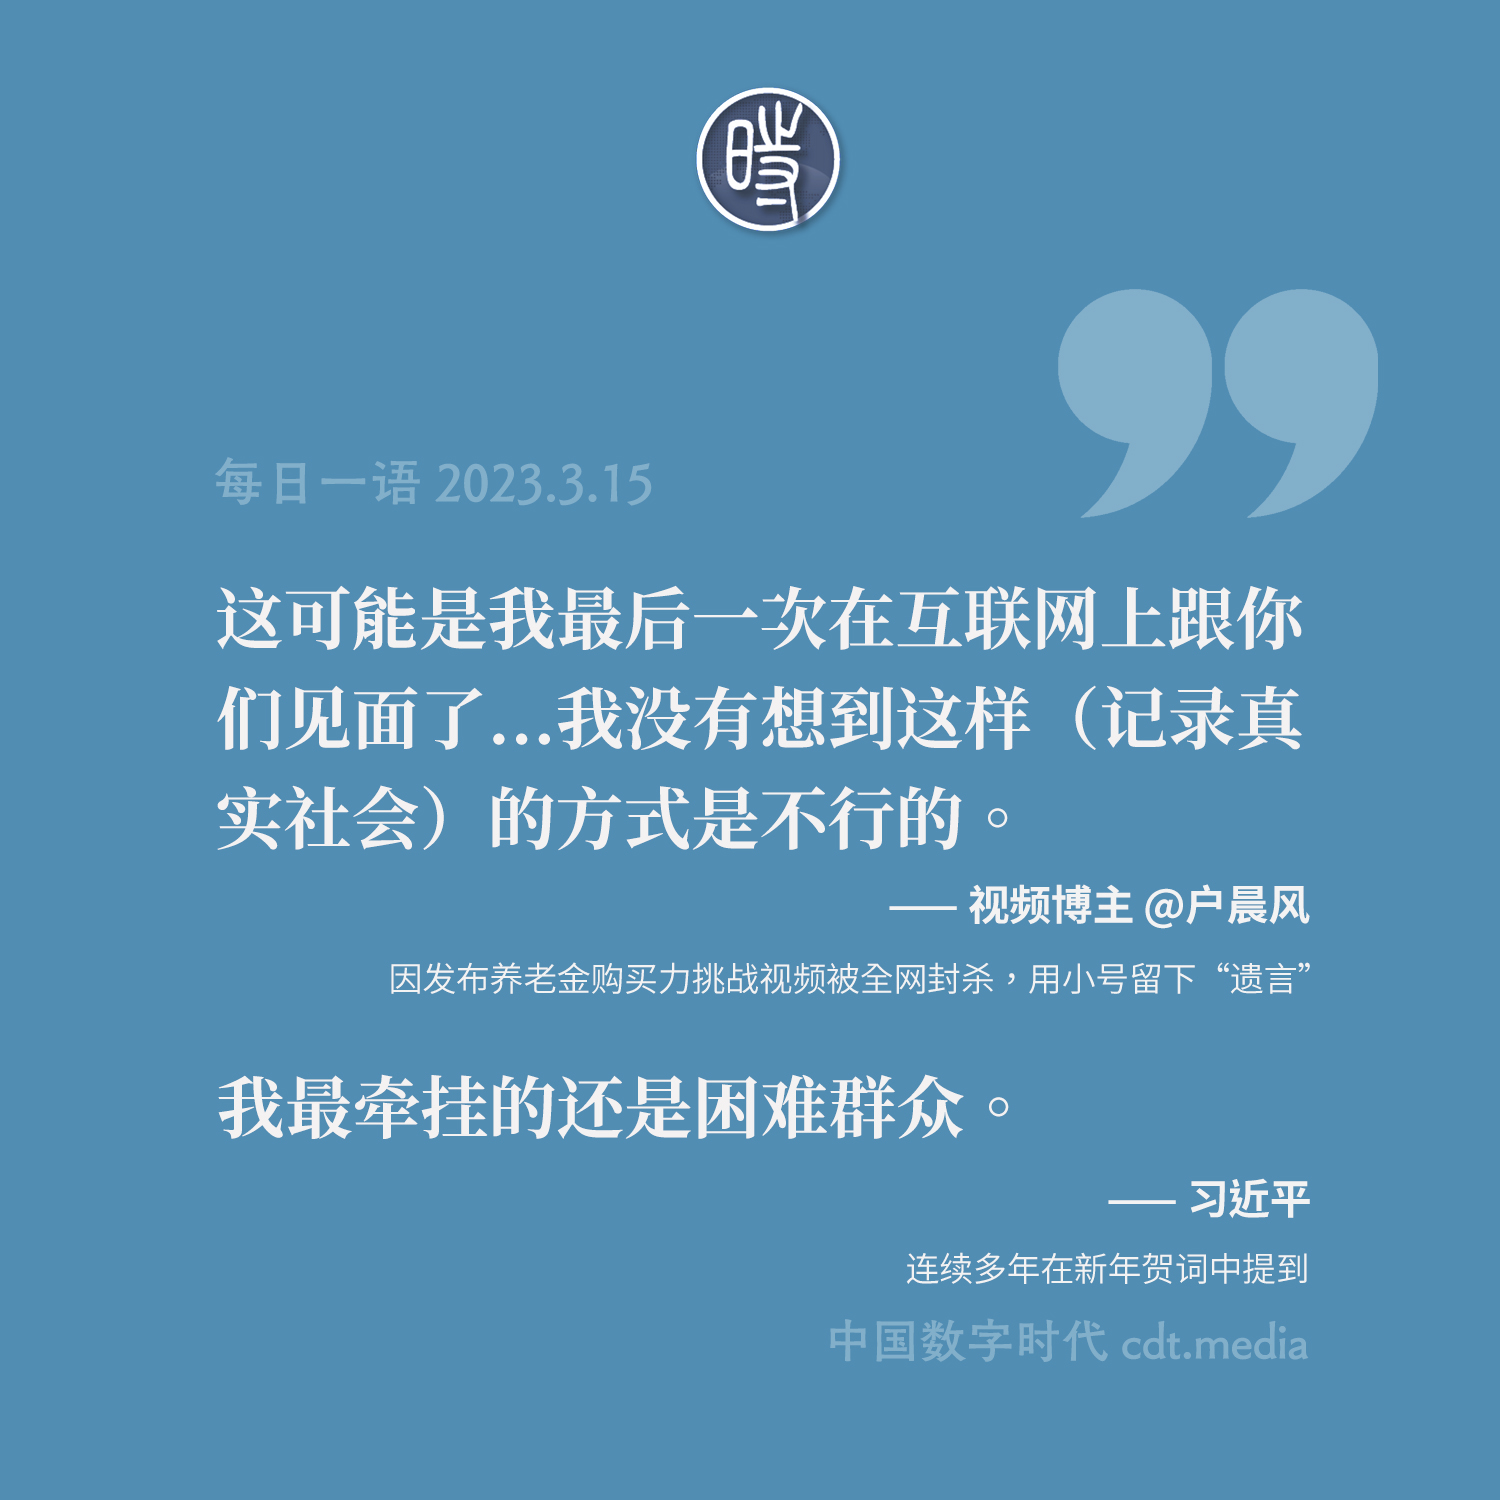 時
每日一语 2023.3.15
这可能是我最后一次在互联网上跟你
们见面了...我没有想到这样（记录真
实社会）的方式是不行的。
—— 视频博主 @户晨风
因发布养老金购买力挑战视频被全网封杀，用小号留下“遗言”
我最牵挂的还是困难群众。
—— 习近平
连续多年在新年贺词中提到
中国数字时代 cdt.media